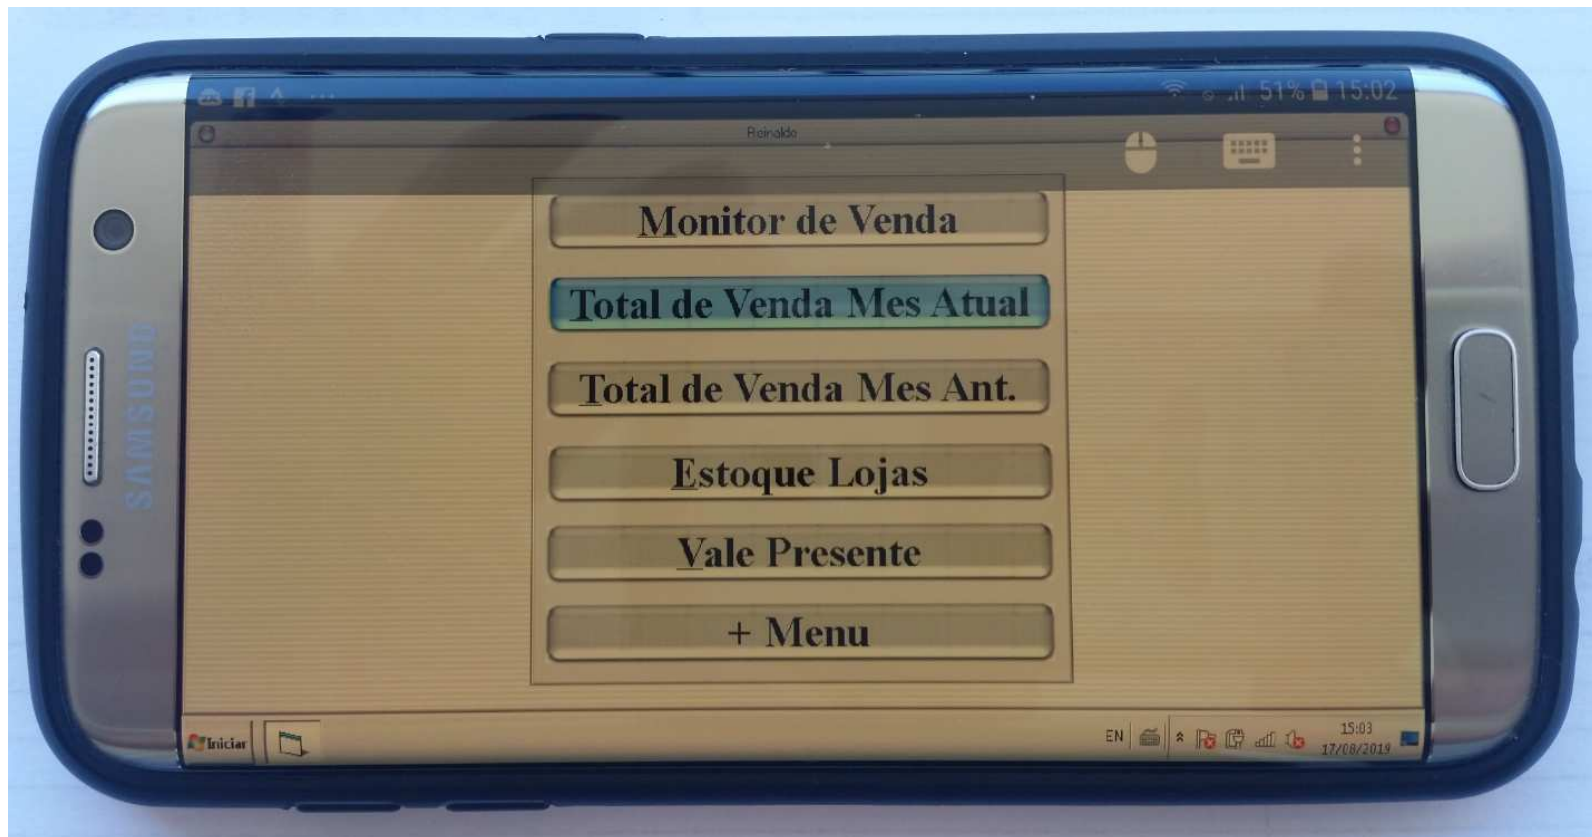 51% 15:02
Reinaldo
Monitor de Venda
Total de Venda Mes Atual
Total de Venda Mes Ant.
Estoque Lojas
Vale Presente
+ Menu
Iniciar
EN
15:03
17/08/2019
SAMSUNG